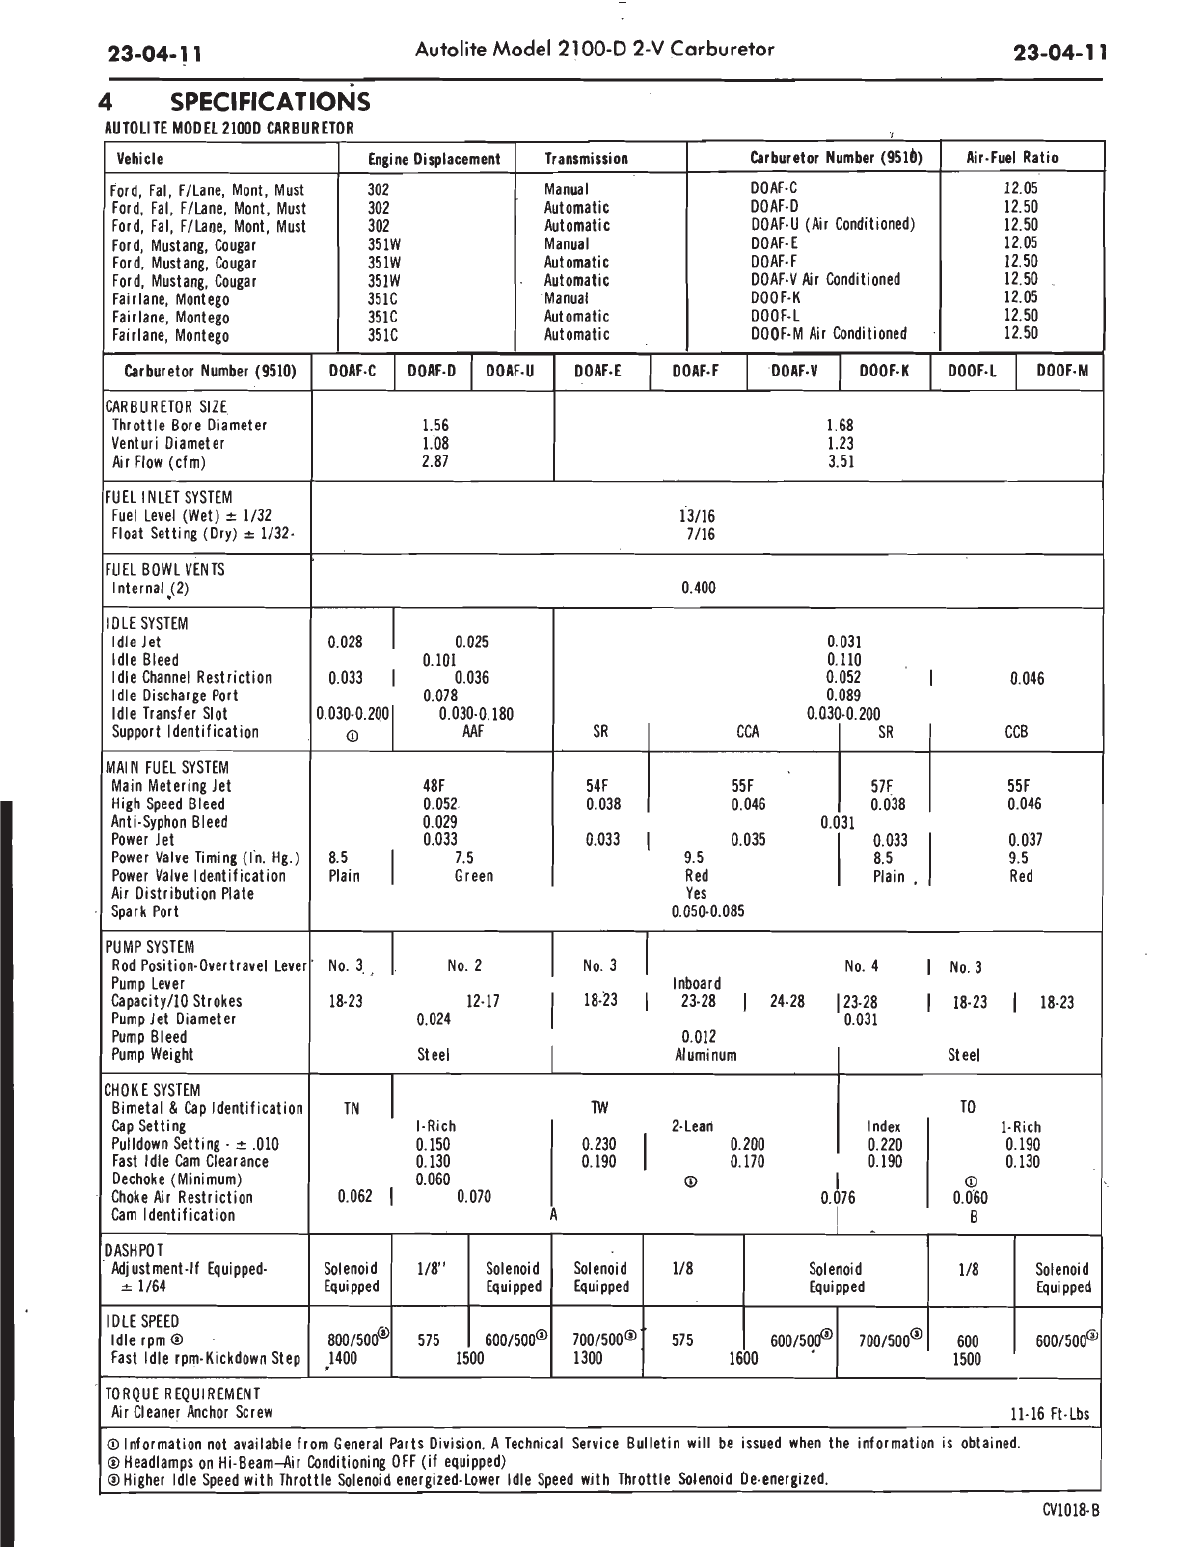 23-04-11 Autolite Model 2100-D 2-V Carburetor 23-04-11
4 SPECIFICATIONS
AUTOLITE MODEL 2100D CARBURETOR
Vehicle Engine Displacement Transmission Carburetor Number (9510) Air-Fuel Ratio
Ford, Fal, F/Lane, Mont, Must 302 Manual DOAF-C 12.05
Ford, Fal, F/Lane, Mont, Must 302 Automatic DOAF-D 12.50
Ford, Fal, F/Lane, Mont, Must 302 Automatic DOAF-U (Air Conditioned) 12.50
Ford, Mustang, Cougar 351W Manual DOAF-E 12.05
Ford, Mustang, Cougar 351W Automatic DOAF-F 12.50
Ford, Mustang, Cougar 351W Automatic DOAF-V Air Conditioned 12.50
Fairlane, Montego 351C Manual DOOF-K 12.05
Fairlane, Montego 351C Automatic DOOF-L 12.50
Fairlane, Montego 351C Automatic DOOF-M Air Conditioned 12.50
Carburetor Number (9510) DOAF-C DOAF-D DOAF-U DOAF-E DOAF-F DOAF-V DOOF-K DOOF-L DOOF-M
CARBURETOR SIZE
Throttle Bore Diameter 1.56 1.68
Venturi Diameter 1.08 1.23
Air Flow (cfm) 2.87 3.51
FUEL INLET SYSTEM
Fuel Level (Wet) ± 1/32 13/16
Float Setting (Dry) ± 1/32- 7/16
FUEL BOWL VENTS
Internal (2) 0.400
IDLE SYSTEM
Idle Jet 0.028 0.025 0.031
Idle Bleed 0.101 0.110
Idle Channel Restriction 0.033 0.036 0.052 0.046
Idle Discharge Port 0.078 0.089
Idle Transfer Slot 0.030-0.200 0.030-0.180 0.030-0.200
Support Identification ① AAF SR CCA SR CCB
MAIN FUEL SYSTEM
Main Metering Jet 48F 54F 55F 57F 55F
High Speed Bleed 0.052 0.038 0.046 0.038 0.046
Anti-Syphon Bleed 0.029 0.031
Power Jet 0.033 0.033 0.035 0.033 0.037
Power Valve Timing (In. Hg.) 8.5 7.5 9.5 8.5 9.5
Power Valve Identification Plain Green Red Plain Red
Air Distribution Plate Yes
Spark Port 0.050-0.085
PUMP SYSTEM
Rod Position-Overtravel Lever No. 3 No. 2 No. 3 No. 4 No. 3
Pump Lever Inboard
Capacity/10 Strokes 18-23 12-17 18-23 23-28 24-28 23-28 18-23 18-23
Pump Jet Diameter 0.024 0.031
Pump Bleed 0.012
Pump Weight Steel Aluminum Steel
CHOKE SYSTEM
Bimetal & Cap Identification TN TW TO
Cap Setting 1-Rich 2-Lean Index 1-Rich
Pulldown Setting - ± .010 0.150 0.230 0.200 0.220 0.190
Fast Idle Cam Clearance 0.130 0.190 0.170 0.190 0.130
Dechoke (Minimum) 0.060 ① ①
Choke Air Restriction 0.062 0.070 0.076 0.060
Cam Identification A B
DASHPOT
Adjustment-If Equipped- Solenoid 1/8" Solenoid Solenoid 1/8 Solenoid 1/8 Solenoid
± 1/64 Equipped Equipped Equipped Equipped Equipped
IDLE SPEED
Idle rpm ② 800/500③ 575 600/500③ 700/500③ 575 600/500③ 700/500③ 600 600/500③
Fast Idle rpm-Kickdown Step 1400 1500 1300 1600 1500
TORQUE REQUIREMENT
Air Cleaner Anchor Screw 11-16 Ft-Lbs
① Information not available from General Parts Division. A Technical Service Bulletin will be issued when the information is obtained.
② Headlamps on Hi-Beam—Air Conditioning OFF (if equipped)
③ Higher Idle Speed with Throttle Solenoid energized-Lower Idle Speed with Throttle Solenoid De-energized.
CV1018-B